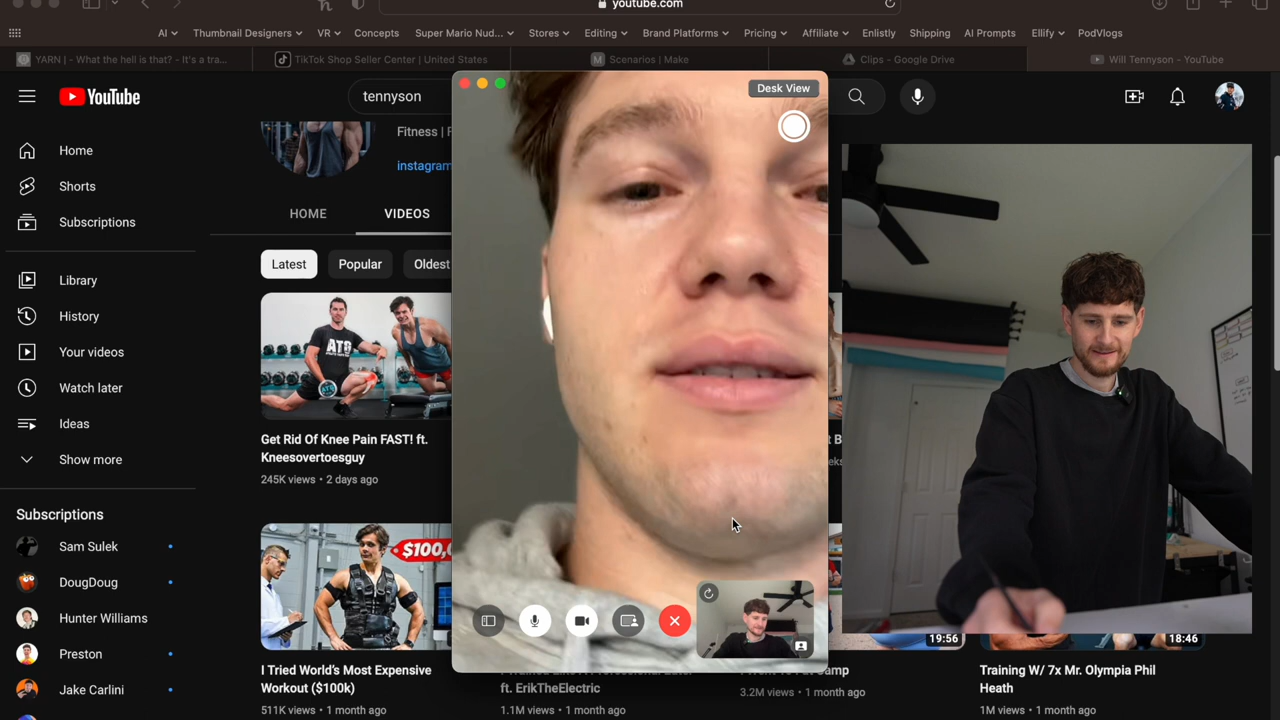 youtube.com
AI
Thumbnail Designers
VR
Concepts
Super Mario Nud...
Stores
Editing
Brand Platforms
Pricing
Affiliate
Enlistly
Shipping
AI Prompts
Ellify
PodVlogs
YARN | - What the hell is that? - It's a tra...
TikTok Shop Seller Center | United States
Scenarios | Make
Clips - Google Drive
Will Tennyson - YouTube
YouTube
tennyson
Desk View
Home
Shorts
Subscriptions
Library
History
Your videos
Watch later
Ideas
Show more
Subscriptions
Sam Sulek
DougDoug
Hunter Williams
Preston
Jake Carlini
Fitness |
instagram
HOME
VIDEOS
Latest
Popular
Oldest
ATG
Get Rid Of Knee Pain FAST! ft.
Kneesovertoesguy
245K views • 2 days ago
$100,
I Tried World's Most Expensive
Workout ($100k)
511K views • 1 month ago
ft. ErikTheElectric
1.1M views • 1 month ago
19:56
3.2M views • 1 month ago
18:46
Training W/ 7x Mr. Olympia Phil
Heath
1M views • 1 month ago